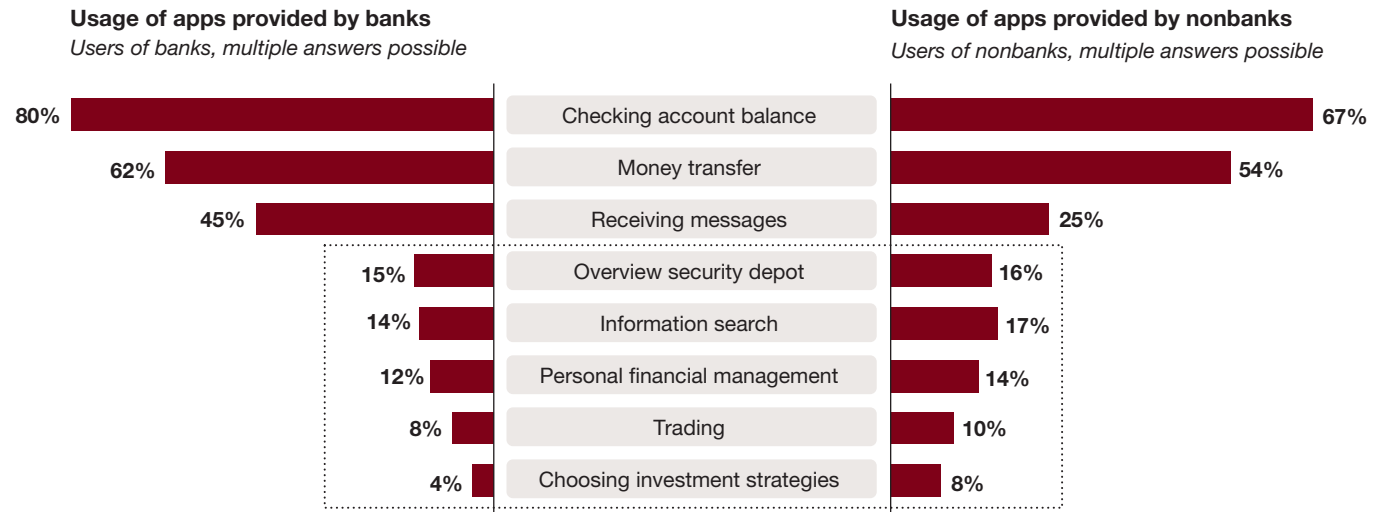 Usage of apps provided by banks
Users of banks, multiple answers possible
Usage of apps provided by nonbanks
Users of nonbanks, multiple answers possible
80% Checking account balance 67%
62% Money transfer 54%
45% Receiving messages 25%
15% Overview security depot 16%
14% Information search 17%
12% Personal financial management 14%
8% Trading 10%
4% Choosing investment strategies 8%